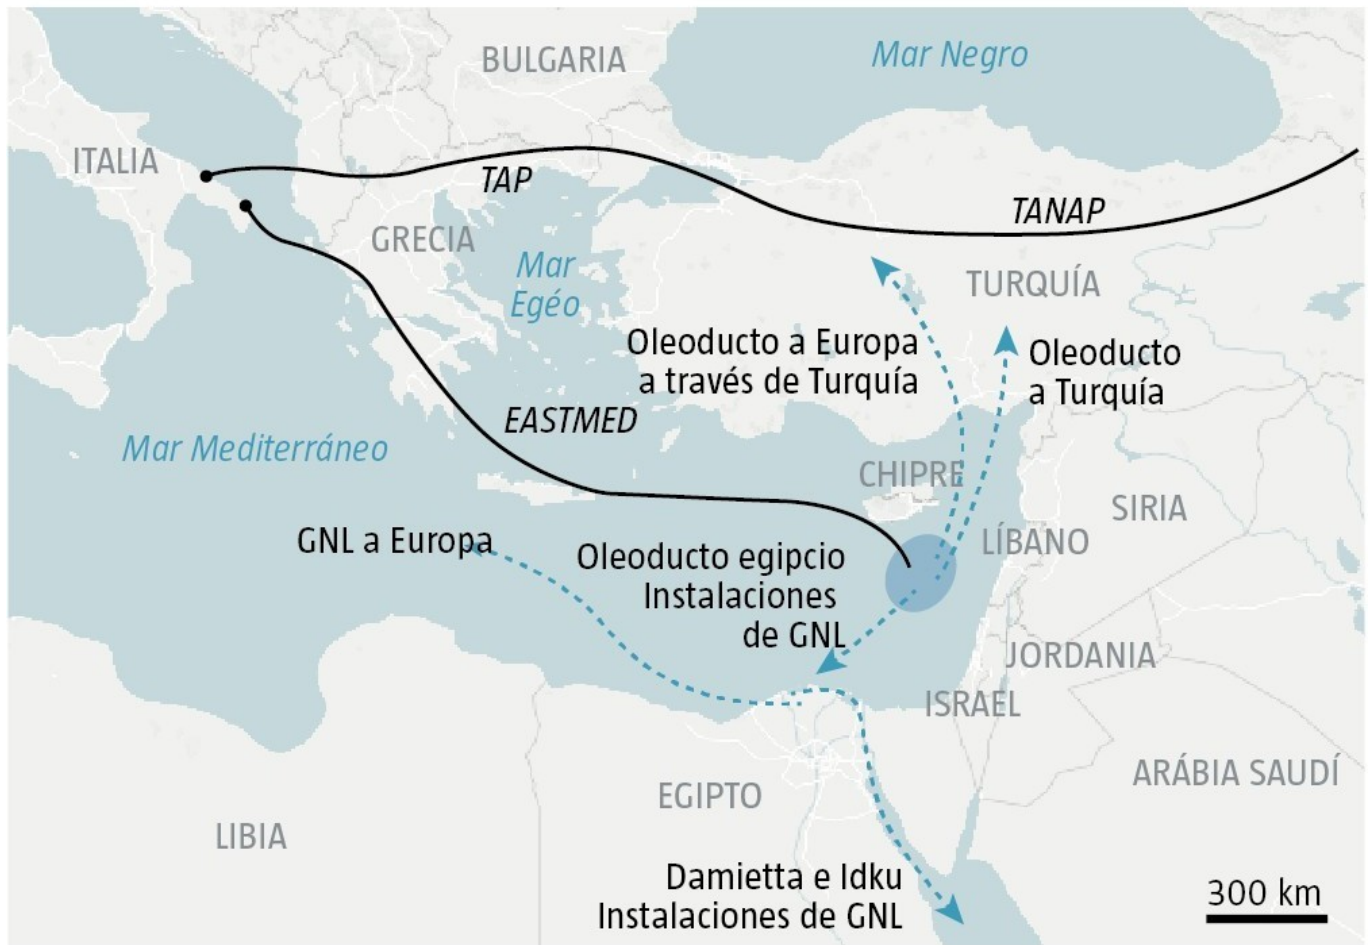 BULGARIA
Mar Negro
ITALIA
TAP
TANAP
GRECIA
Mar
Egéo
TURQUÍA
Oleoducto a Europa
a través de Turquía
Oleoducto
a Turquía
EASTMED
Mar Mediterráneo
CHIPRE
SIRIA
GNL a Europa
LÍBANO
Oleoducto egipcio
Instalaciones
de GNL
JORDANIA
ISRAEL
ARÁBIA SAUDÍ
EGIPTO
LIBIA
Damietta e Idku
Instalaciones de GNL
300 km